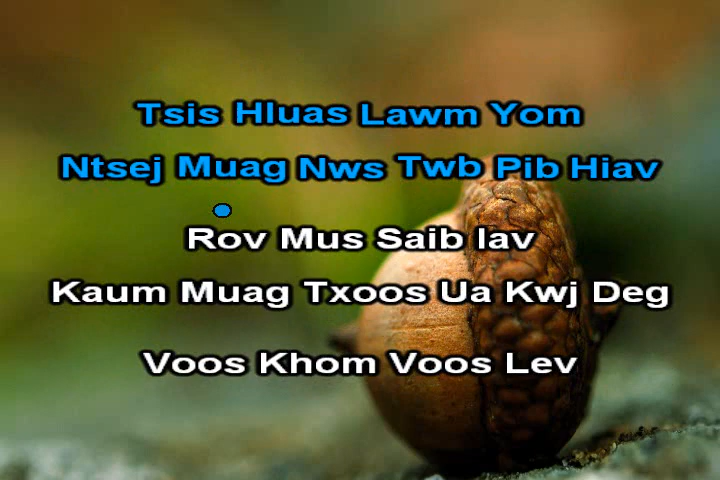 Tsis Hluas Lawm Yom
Ntsej Muag Nws Twb Pib Hiav
Rov Mus Saib Iav
Kaum Muag Txoos Ua Kwj Deg
Voos Khom Voos Lev